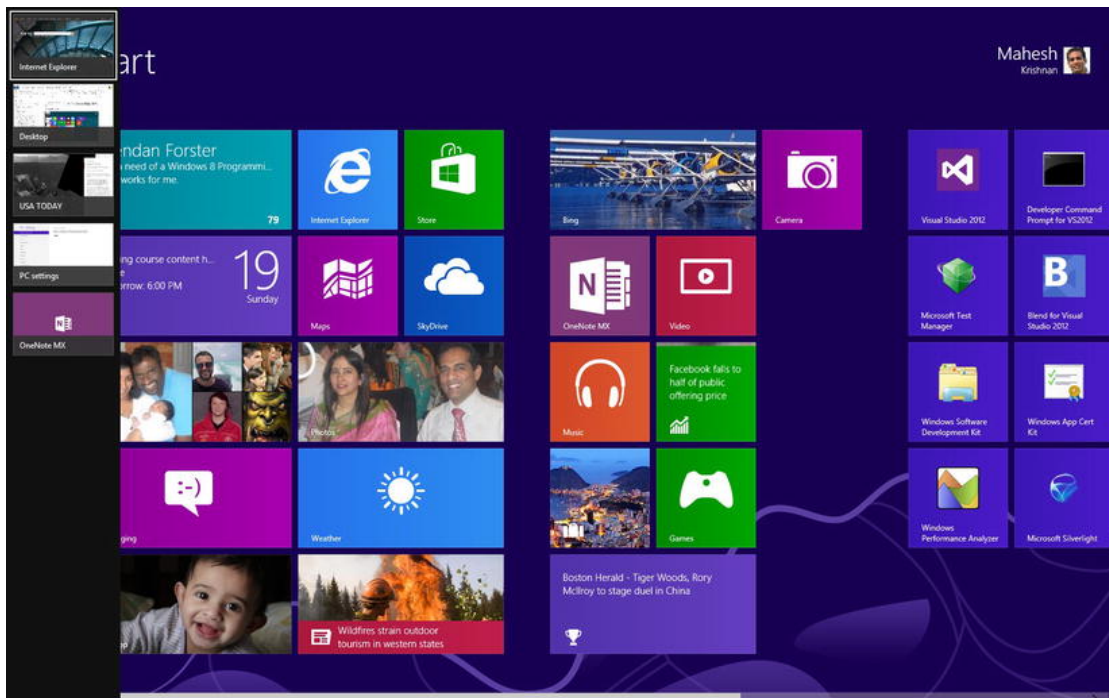 Internet Explorer
Desktop
USA TODAY
PC settings
OneNote MX
art
Mahesh
Krishnan
endan Forster
need of a Windows 8 Programmi...
works for me.
79
Internet Explorer
Store
ing course content h...
orrow: 6:00 PM
19
Sunday
Maps
SkyDrive
Photos
ging
Weather
Wildfires strain outdoor
tourism in western states
Bing
Camera
OneNote MX
Video
Music
Facebook falls to
half of public
offering price
Games
Boston Herald - Tiger Woods, Rory
McIlroy to stage duel in China
Visual Studio 2012
Developer Command
Prompt for VS2012
Microsoft Test
Manager
Blend for Visual
Studio 2012
Windows Software
Development Kit
Windows App Cert
Kit
Windows
Performance Analyzer
Microsoft Silverlight